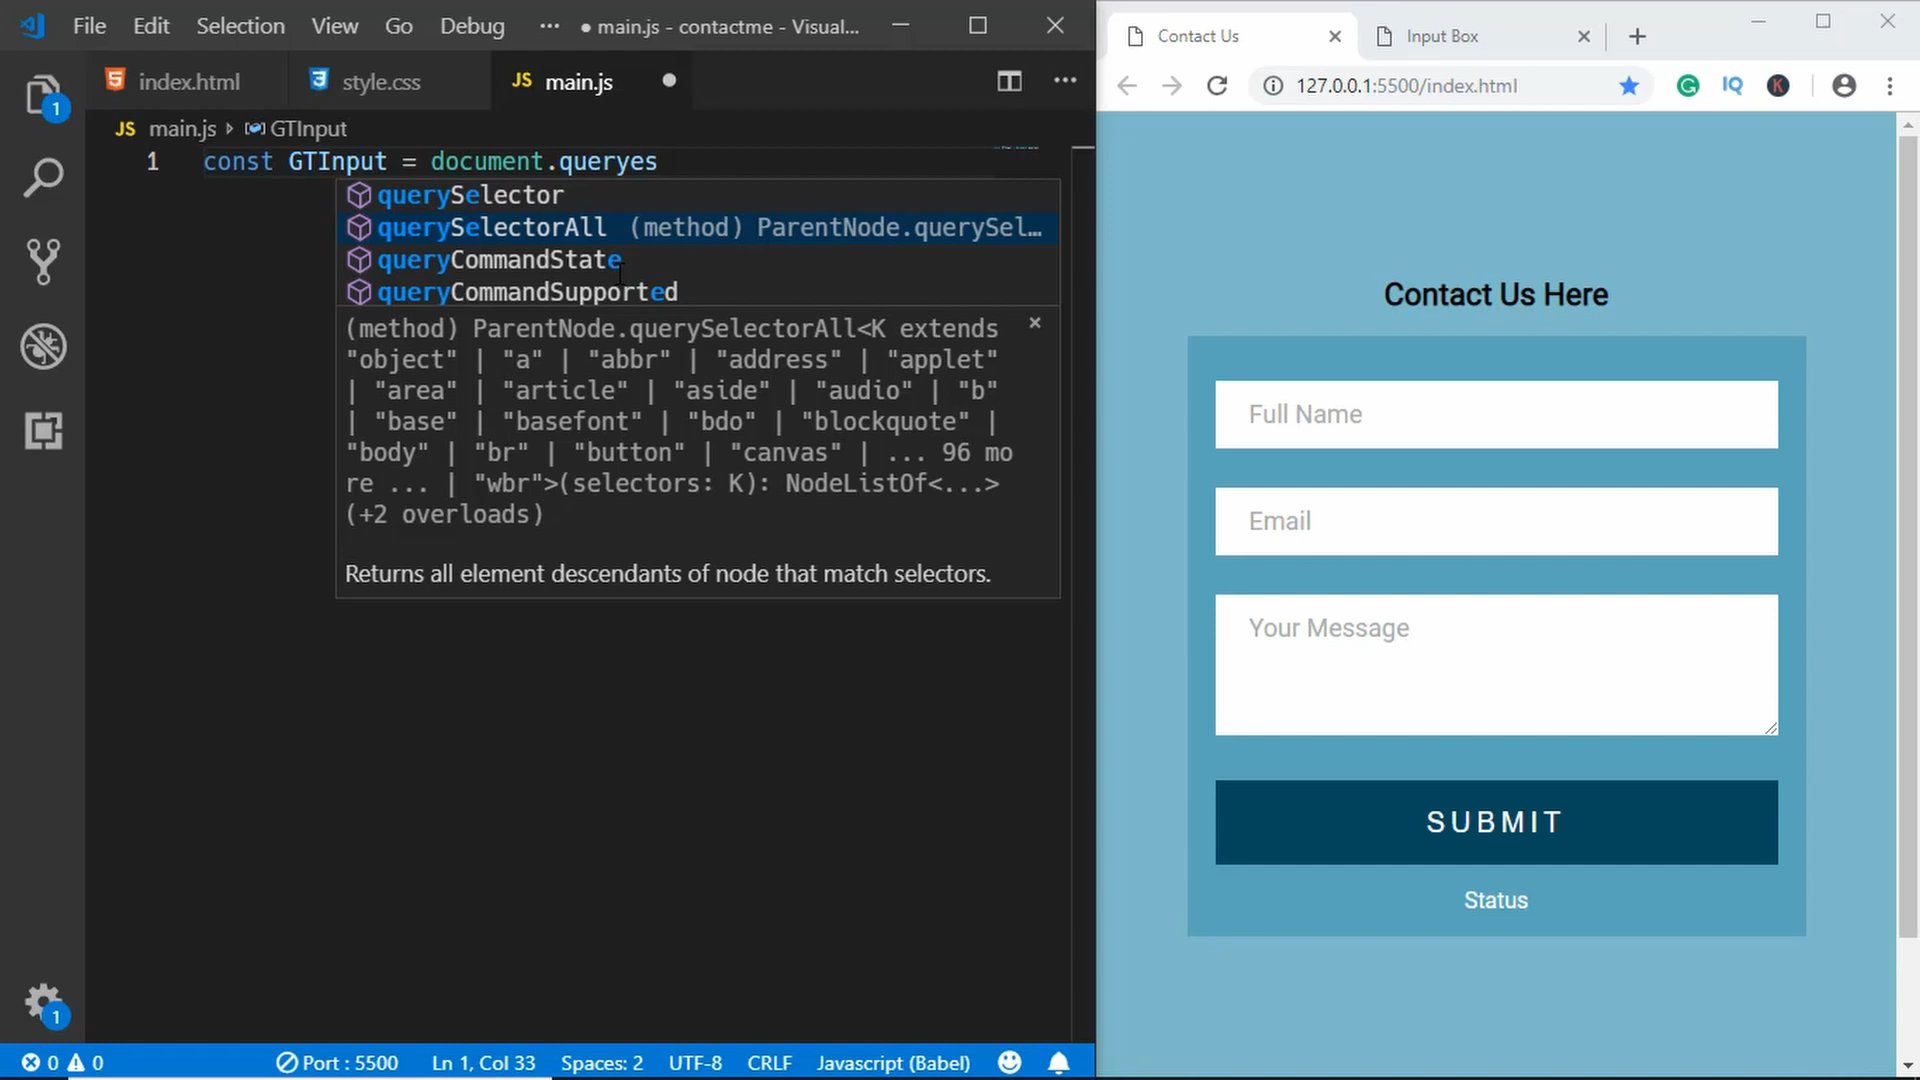 File Edit Selection View Go Debug ··· ● main.js - contactme - Visual...
index.html style.css JS main.js
JS main.js GTInput
1 const GTInput = document.queryes
querySelector
querySelectorAll (method) ParentNode.querySel…
queryCommandState
queryCommandSupported
(method) ParentNode.querySelectorAll<K extends
"object" | "a" | "abbr" | "address" | "applet"
| "area" | "article" | "aside" | "audio" | "b"
| "base" | "basefont" | "bdo" | "blockquote" |
"body" | "br" | "button" | "canvas" | ... 96 mo
re ... | "wbr">(selectors: K): NodeListOf<...>
(+2 overloads)
Returns all element descendants of node that match selectors.
1
1
0 0 Port : 5500 Ln 1, Col 33 Spaces: 2 UTF-8 CRLF Javascript (Babel)
Contact Us Input Box
127.0.0.1:5500/index.html IQ K
Contact Us Here
Full Name
Email
Your Message
SUBMIT
Status